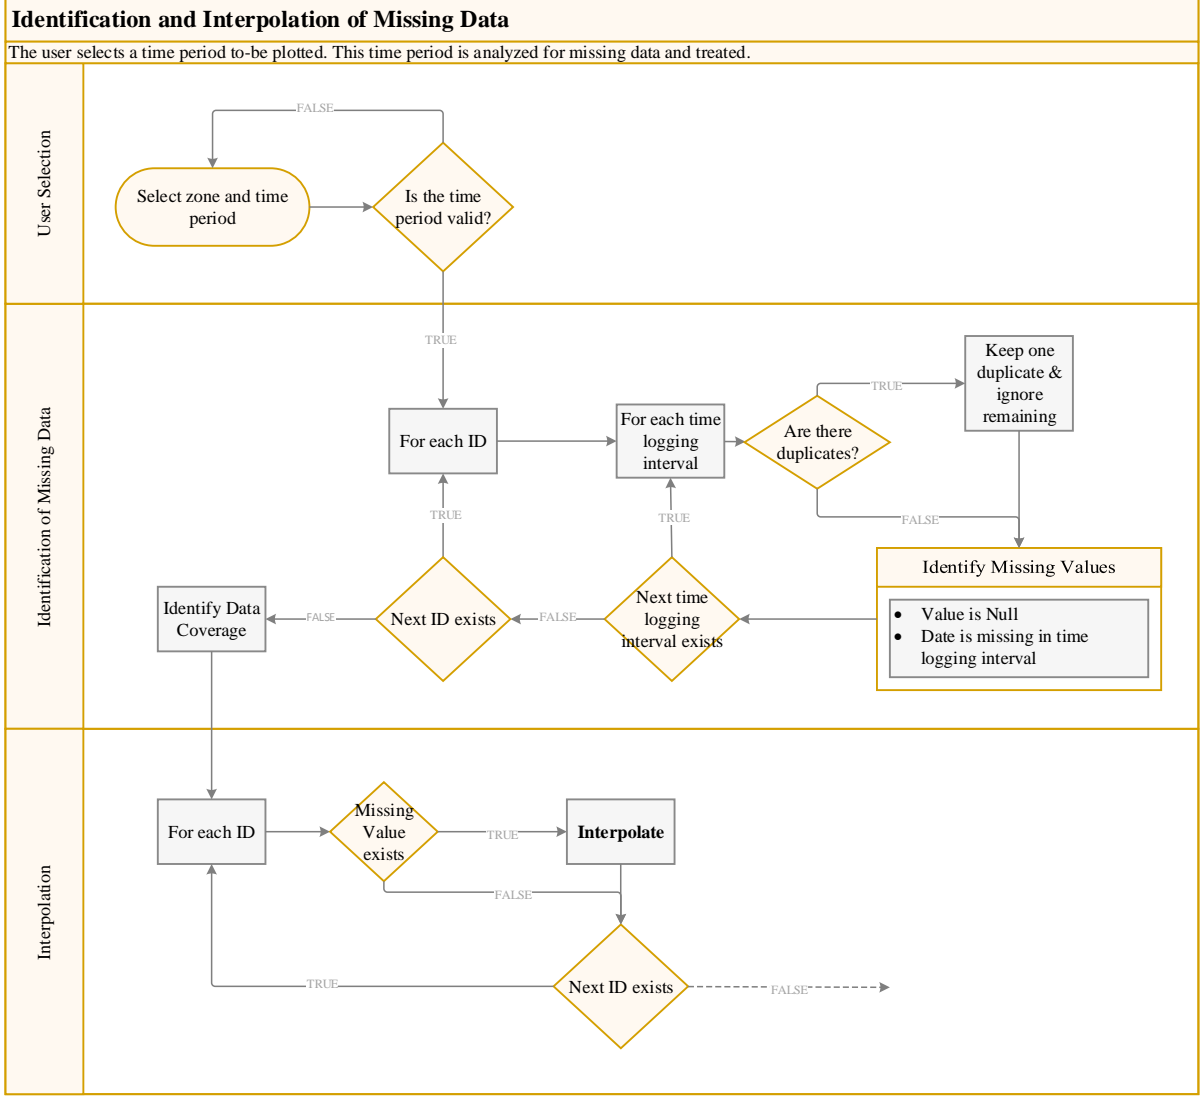 Identification and Interpolation of Missing Data
The user selects a time period to-be plotted. This time period is analyzed for missing data and treated.
User Selection
FALSE
Select zone and time
period
Is the time
period valid?
TRUE
Identification of Missing Data
For each ID
For each time
logging
interval
Are there
duplicates?
TRUE
Keep one
duplicate &
ignore
remaining
FALSE
Identify Missing Values
• Value is Null
• Date is missing in time
logging interval
Next time
logging
interval exists
TRUE
FALSE
Next ID exists
TRUE
FALSE
Identify Data
Coverage
Interpolation
For each ID
Missing
Value
exists
TRUE
Interpolate
FALSE
Next ID exists
TRUE
FALSE